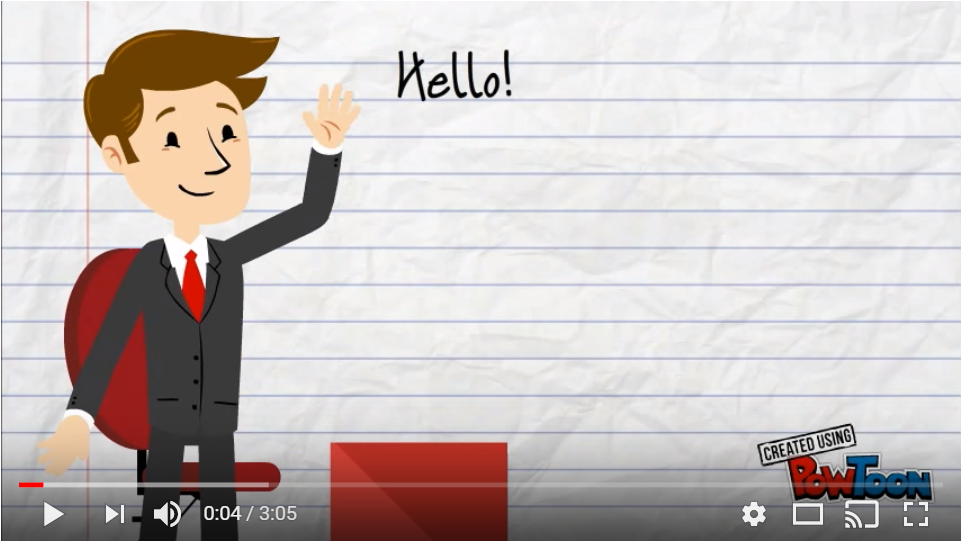 Hello!
CREATED USING
PowToon
0:04 / 3:05